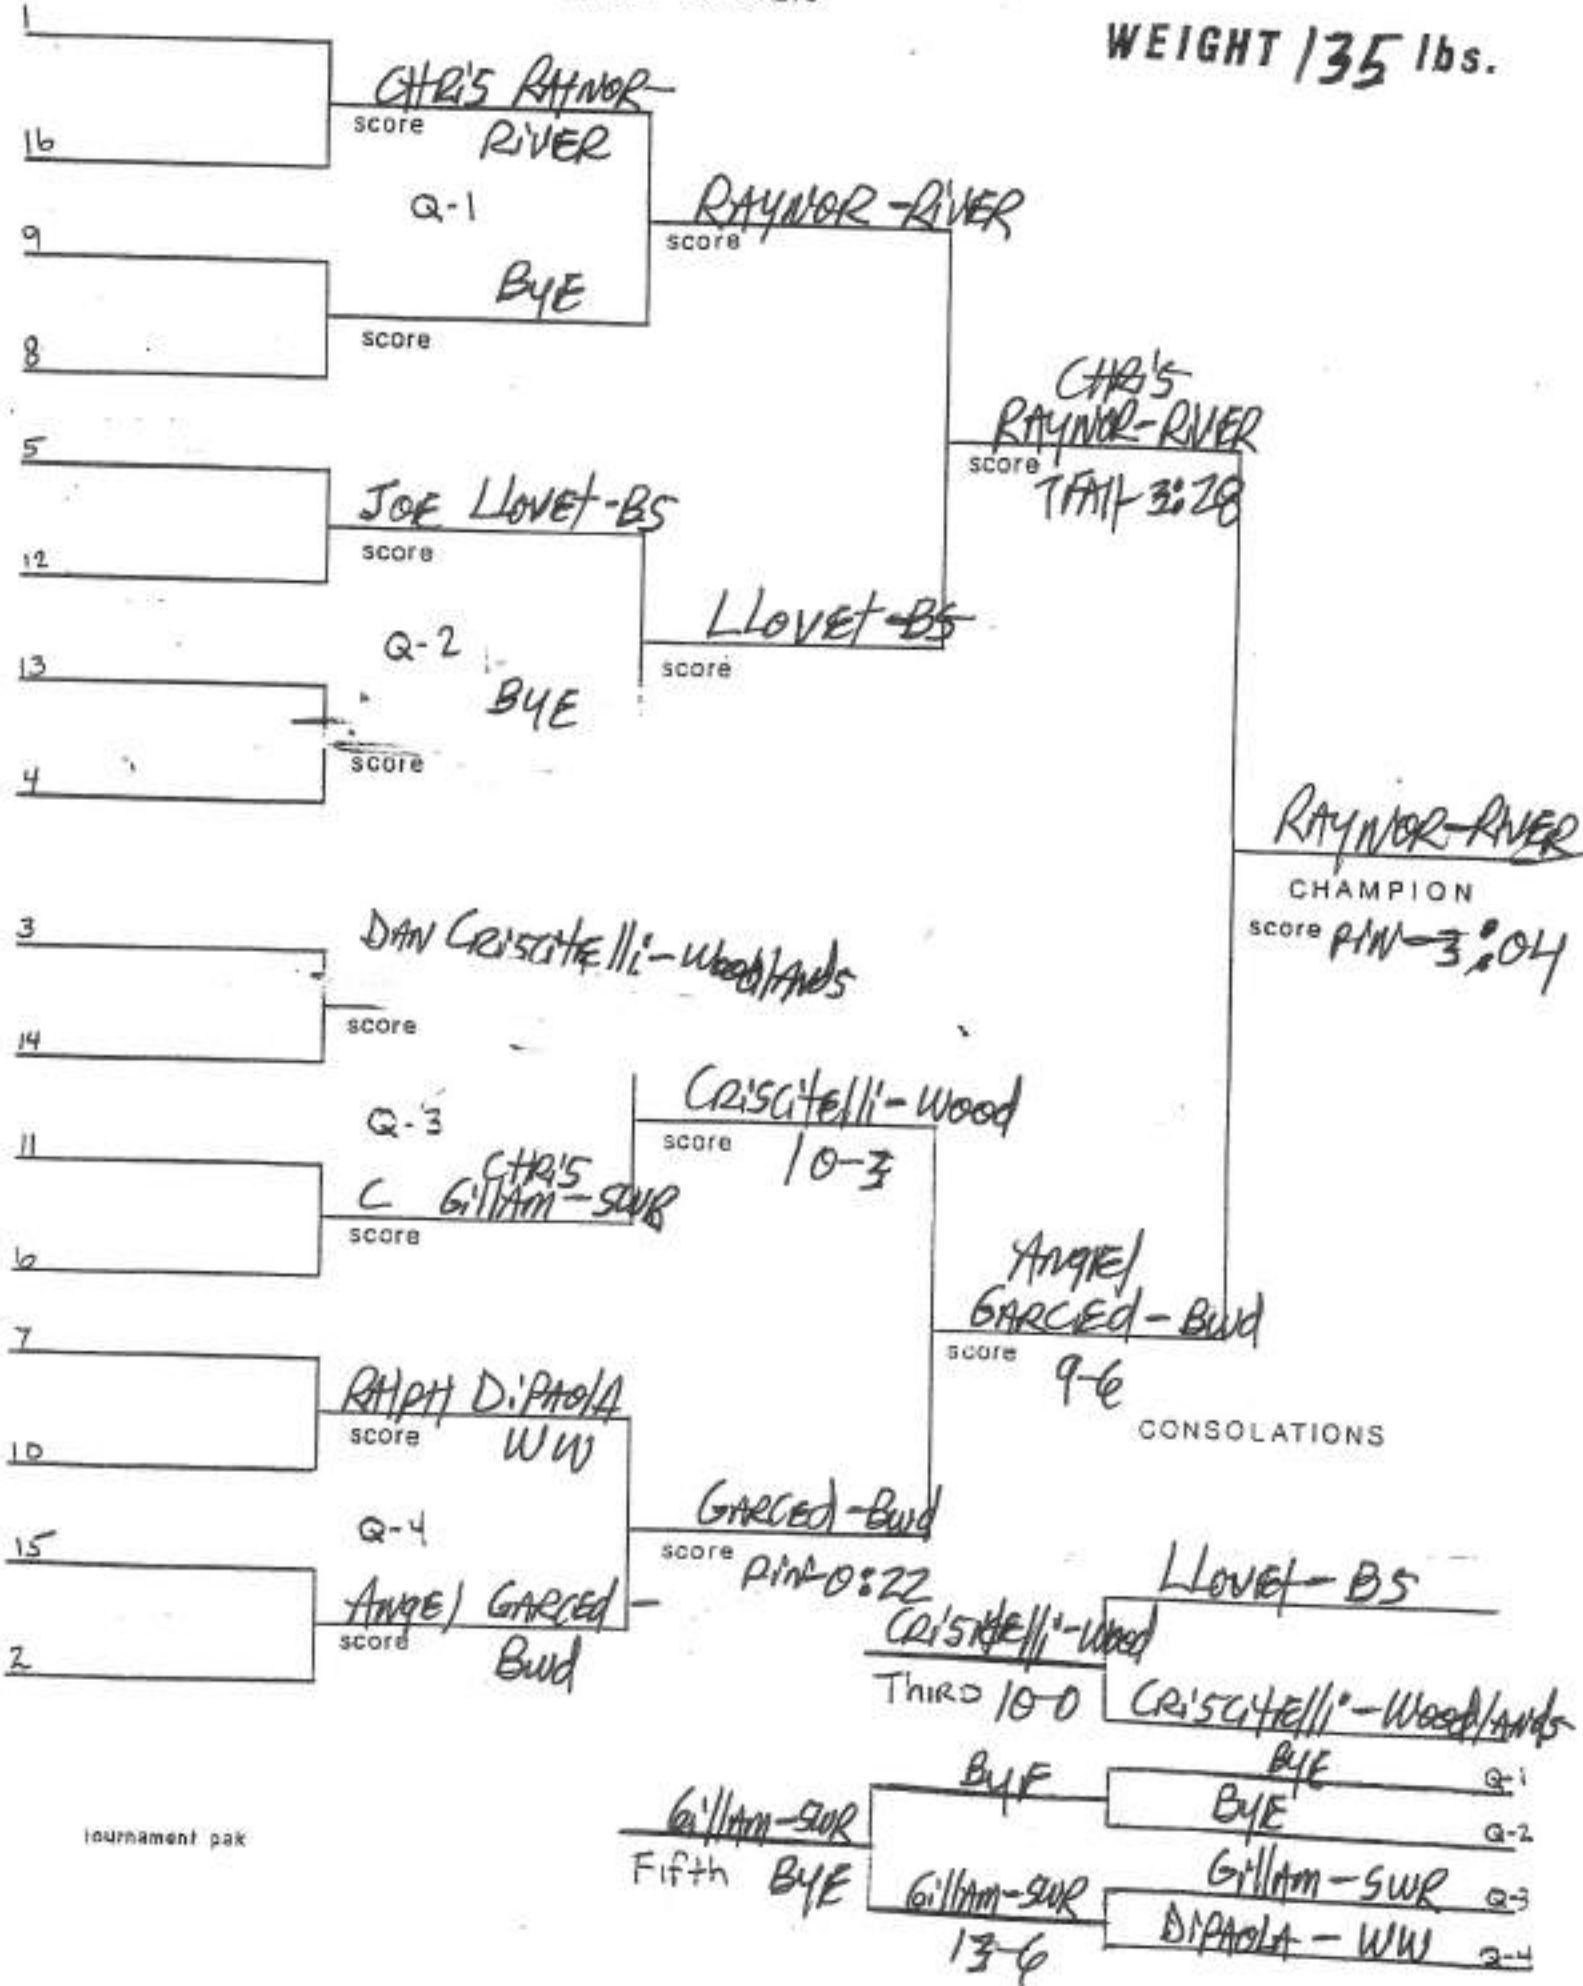 WEIGHT 135 lbs.
1
CHRIS RAYNOR-
score
RIVER
16
Q-1
RAYNOR-RIVER
score
9
BYE
score
8
CHRIS
RAYNOR-RIVER
score
TFAll 3:28
5
JOE LLOVEt-BS
score
12
LLOVEt-BS
score
Q-2
13
BYE
score
4
RAYNOR-RIVER
CHAMPION
score PIN-3:04
3
DAN CRiSCitElli-WoodlANds
score
14
CRiSCitElli-Wood
score
10-3
Q-3
11
CHRIS
C GillAm-SWR
score
6
ANgEl
GARCEd-Bwd
score
9-6
7
RAlPH DiPAOlA
score
WW
10
CONSOLATIONS
GARCEd-Bwd
score
PiN-0:22
Q-4
15
ANgEl GARCEd-
score
Bwd
2
LLOVEt-BS
CRiSCitElli-Wood
THIRD 10-0
CRiSCitElli-WoodlANds
BYE
BYE Q-1
BYE Q-2
GillAm-SWR
Fifth BYE
GillAm-SWR Q-3
GillAm-SWR
13-6
DiPAOLA-WW Q-4
tournament pak